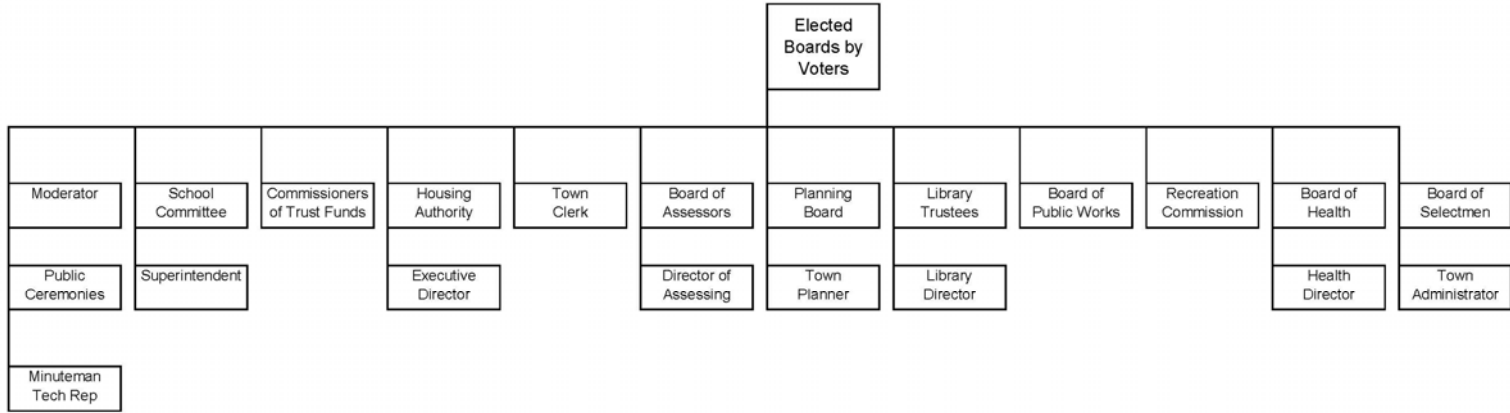 Elected
Boards by
Voters
Moderator
School
Committee
Commissioners
of Trust Funds
Housing
Authority
Town
Clerk
Board of
Assessors
Planning
Board
Library
Trustees
Board of
Public Works
Recreation
Commission
Board of
Health
Board of
Selectmen
Public
Ceremonies
Superintendent
Executive
Director
Director of
Assessing
Town
Planner
Library
Director
Health
Director
Town
Administrator
Minuteman
Tech Rep